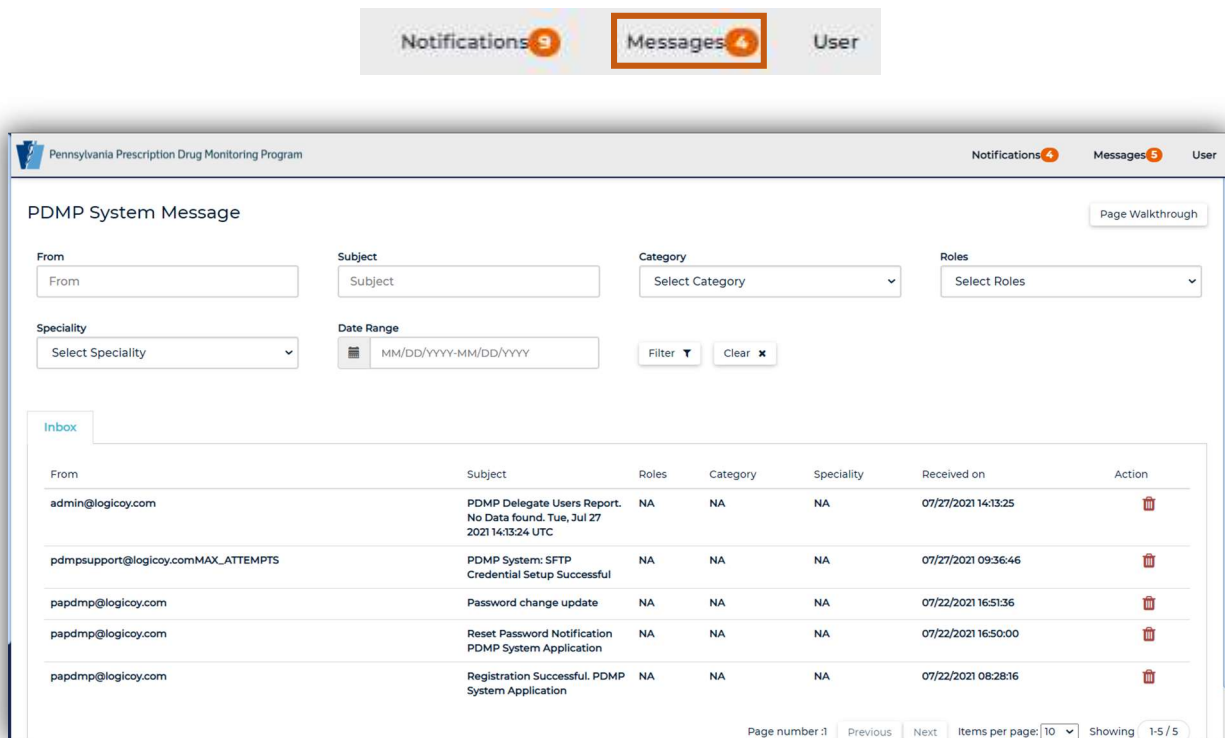 Notifications 9 Messages 4 User
Pennsylvania Prescription Drug Monitoring Program Notifications 4 Messages 5 User
PDMP System Message Page Walkthrough
From Subject Category Roles
From Subject Select Category Select Roles
Speciality Date Range
Select Speciality MM/DD/YYYY-MM/DD/YYYY Filter Clear
Inbox
From Subject Roles Category Speciality Received on Action
admin@logicoy.com PDMP Delegate Users Report. NA NA NA 07/27/2021 14:13:25
No Data found. Tue, Jul 27
2021 14:13:24 UTC
pdmpsupport@logicoy.comMAX_ATTEMPTS PDMP System: SFTP NA NA NA 07/27/2021 09:36:46
Credential Setup Successful
papdmp@logicoy.com Password change update NA NA NA 07/22/2021 16:51:36
papdmp@logicoy.com Reset Password Notification NA NA NA 07/22/2021 16:50:00
PDMP System Application
papdmp@logicoy.com Registration Successful. PDMP NA NA NA 07/22/2021 08:28:16
System Application
Page number :1 Previous Next Items per page: 10 Showing 1-5 / 5